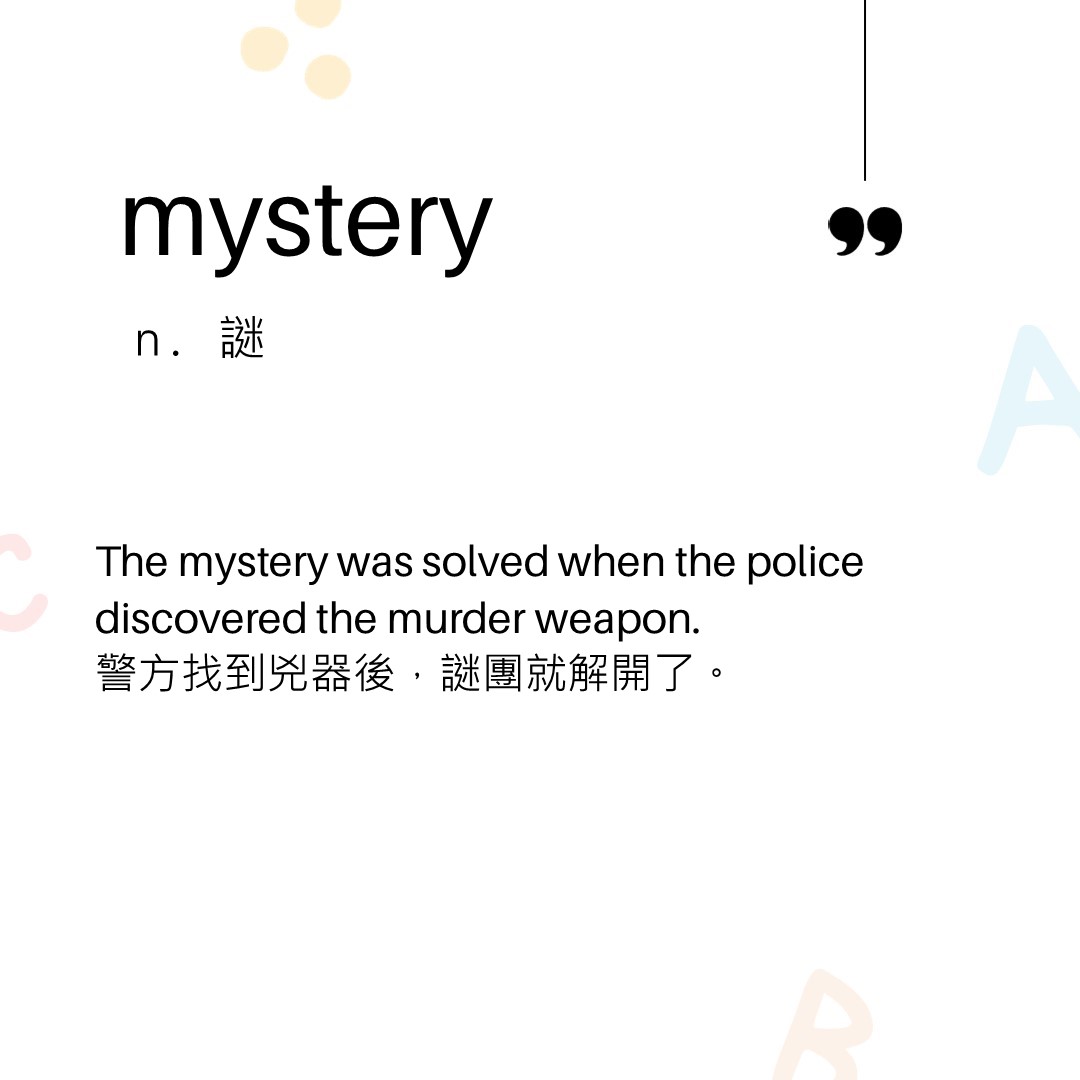 mystery
n. 謎
The mystery was solved when the police
discovered the murder weapon.
警方找到兇器後，謎團就解開了。
A
C
B